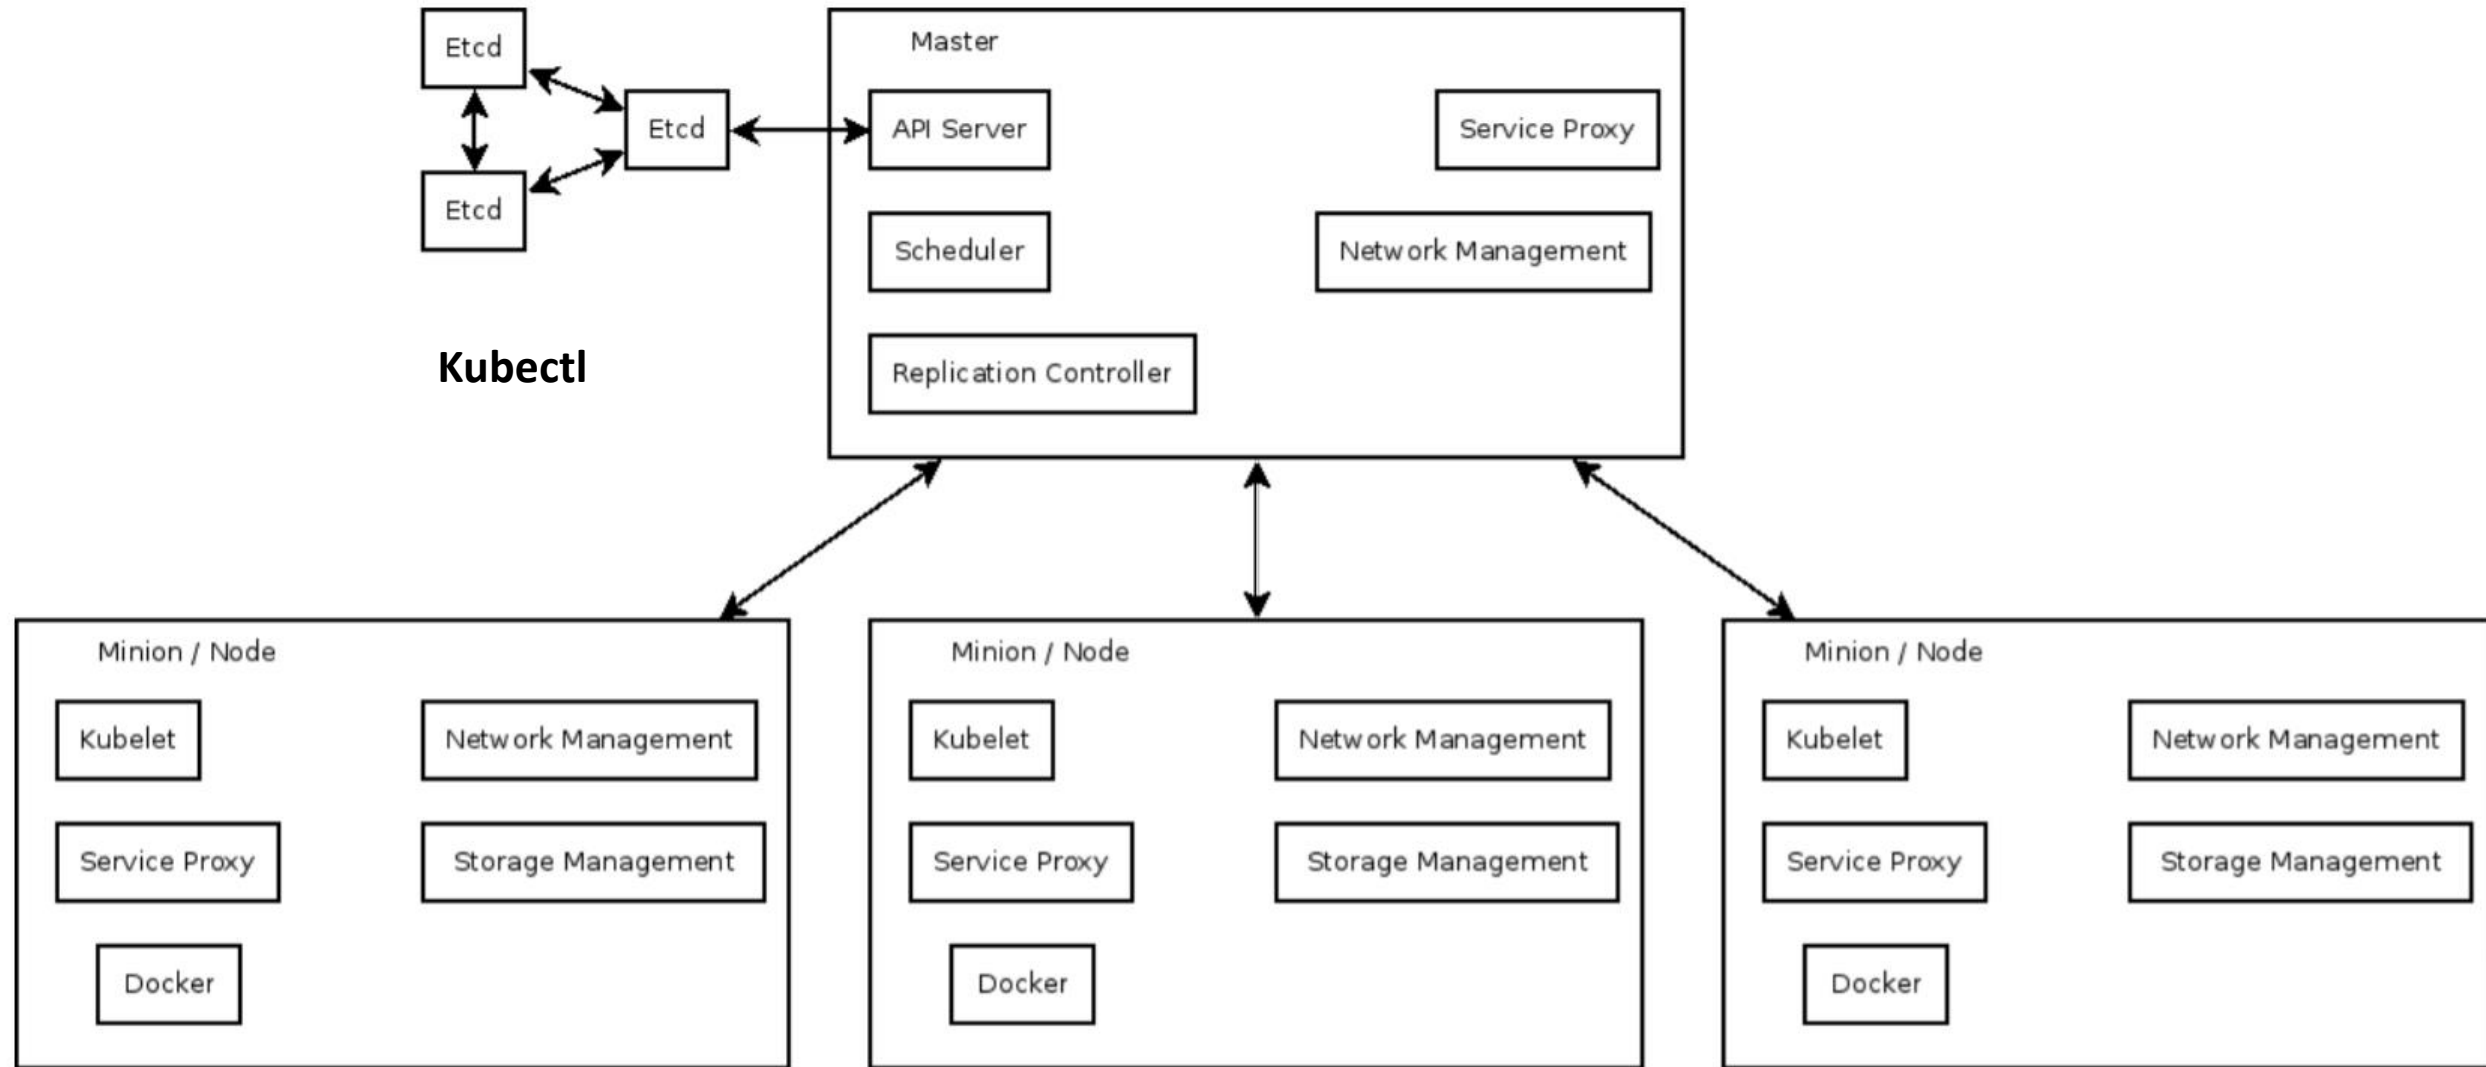 Etcd
Etcd
Etcd
Kubectl
Master
API Server
Service Proxy
Scheduler
Network Management
Replication Controller
Minion / Node
Kubelet
Network Management
Service Proxy
Storage Management
Docker
Minion / Node
Kubelet
Network Management
Service Proxy
Storage Management
Docker
Minion / Node
Kubelet
Network Management
Service Proxy
Storage Management
Docker